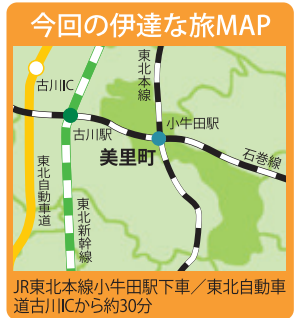 今回の伊達な旅MAP
古川IC
東北本線
古川駅
小牛田駅
美里町
石巻線
東北自動車道
東北新幹線
JR東北本線小牛田駅下車／東北自動車
道古川ICから約30分